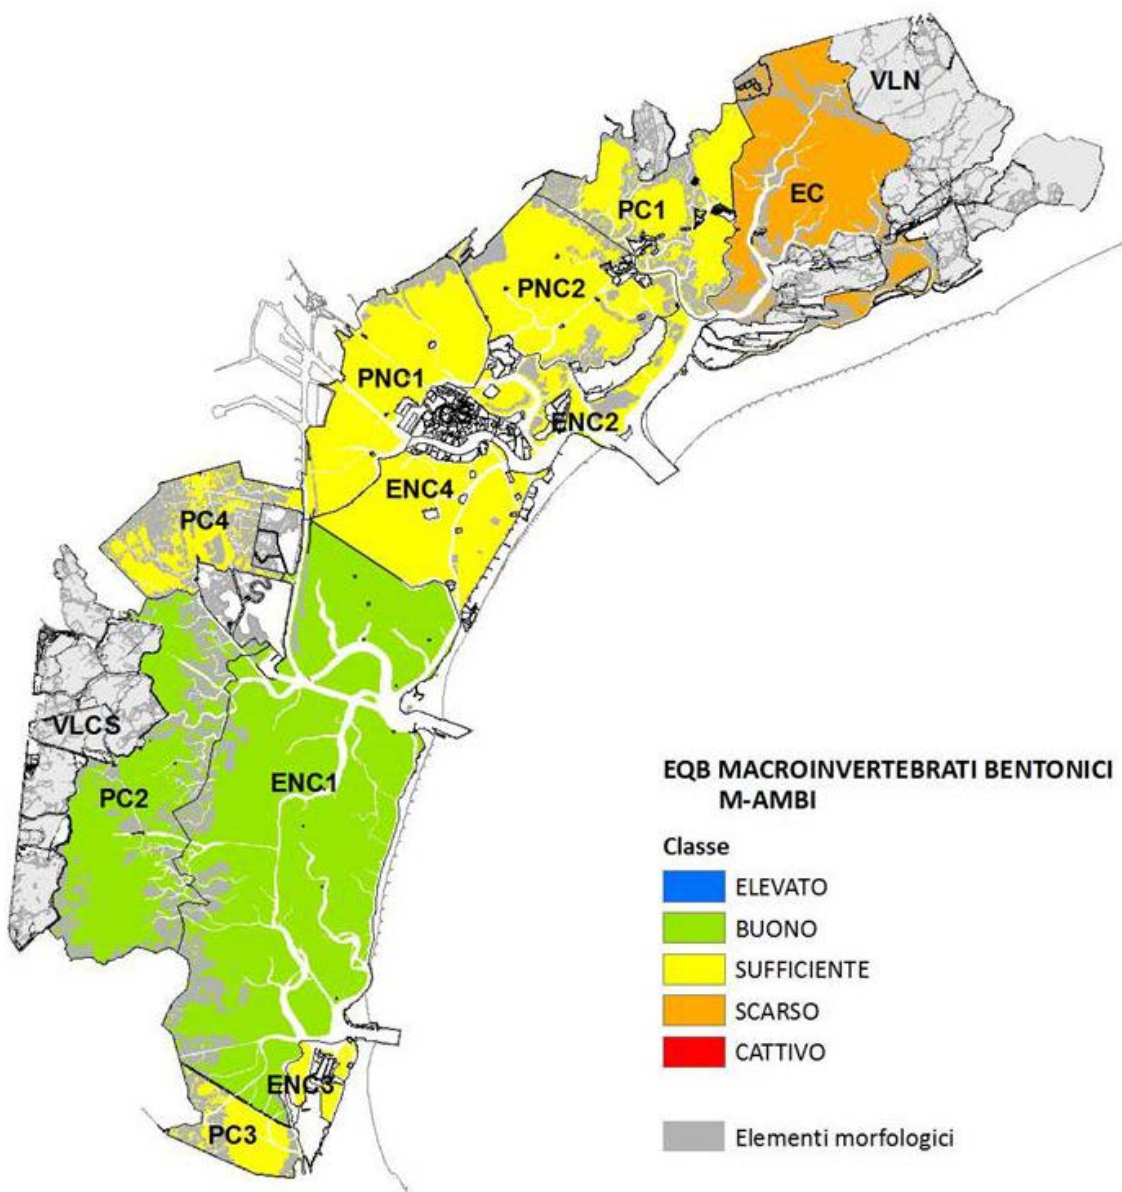 VLN
EC
PC1
PNC2
PNC1
ENC2
ENC4
PC4
VLCS
ENC1
PC2
ENC3
PC3
EQB MACROINVERTEBRATI BENTONICI
M-AMBI
Classe
ELEVATO
BUONO
SUFFICIENTE
SCARSO
CATTIVO
Elementi morfologici